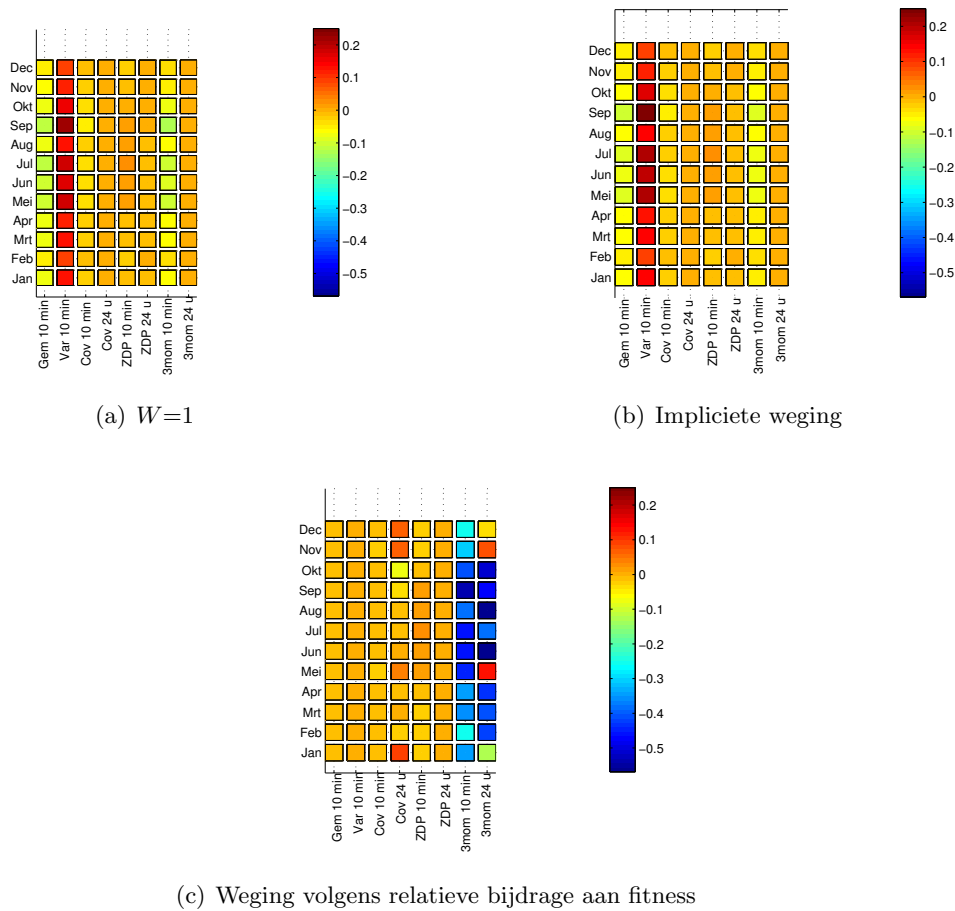 Dec
Nov
Okt
Sep
Aug
Jul
Jun
Mei
Apr
Mrt
Feb
Jan
Gem 10 min
Var 10 min
Cov 10 min
Cov 24 u
ZDP 10 min
ZDP 24 u
3mom 10 min
3mom 24 u
0.2
0.1
0
−0.1
−0.2
−0.3
−0.4
−0.5
(a) W=1
Dec
Nov
Okt
Sep
Aug
Jul
Jun
Mei
Apr
Mrt
Feb
Jan
Gem 10 min
Var 10 min
Cov 10 min
Cov 24 u
ZDP 10 min
ZDP 24 u
3mom 10 min
3mom 24 u
0.2
0.1
0
−0.1
−0.2
−0.3
−0.4
−0.5
(b) Impliciete weging
Dec
Nov
Okt
Sep
Aug
Jul
Jun
Mei
Apr
Mrt
Feb
Jan
Gem 10 min
Var 10 min
Cov 10 min
Cov 24 u
ZDP 10 min
ZDP 24 u
3mom 10 min
3mom 24 u
0.2
0.1
0
−0.1
−0.2
−0.3
−0.4
−0.5
(c) Weging volgens relatieve bijdrage aan fitness